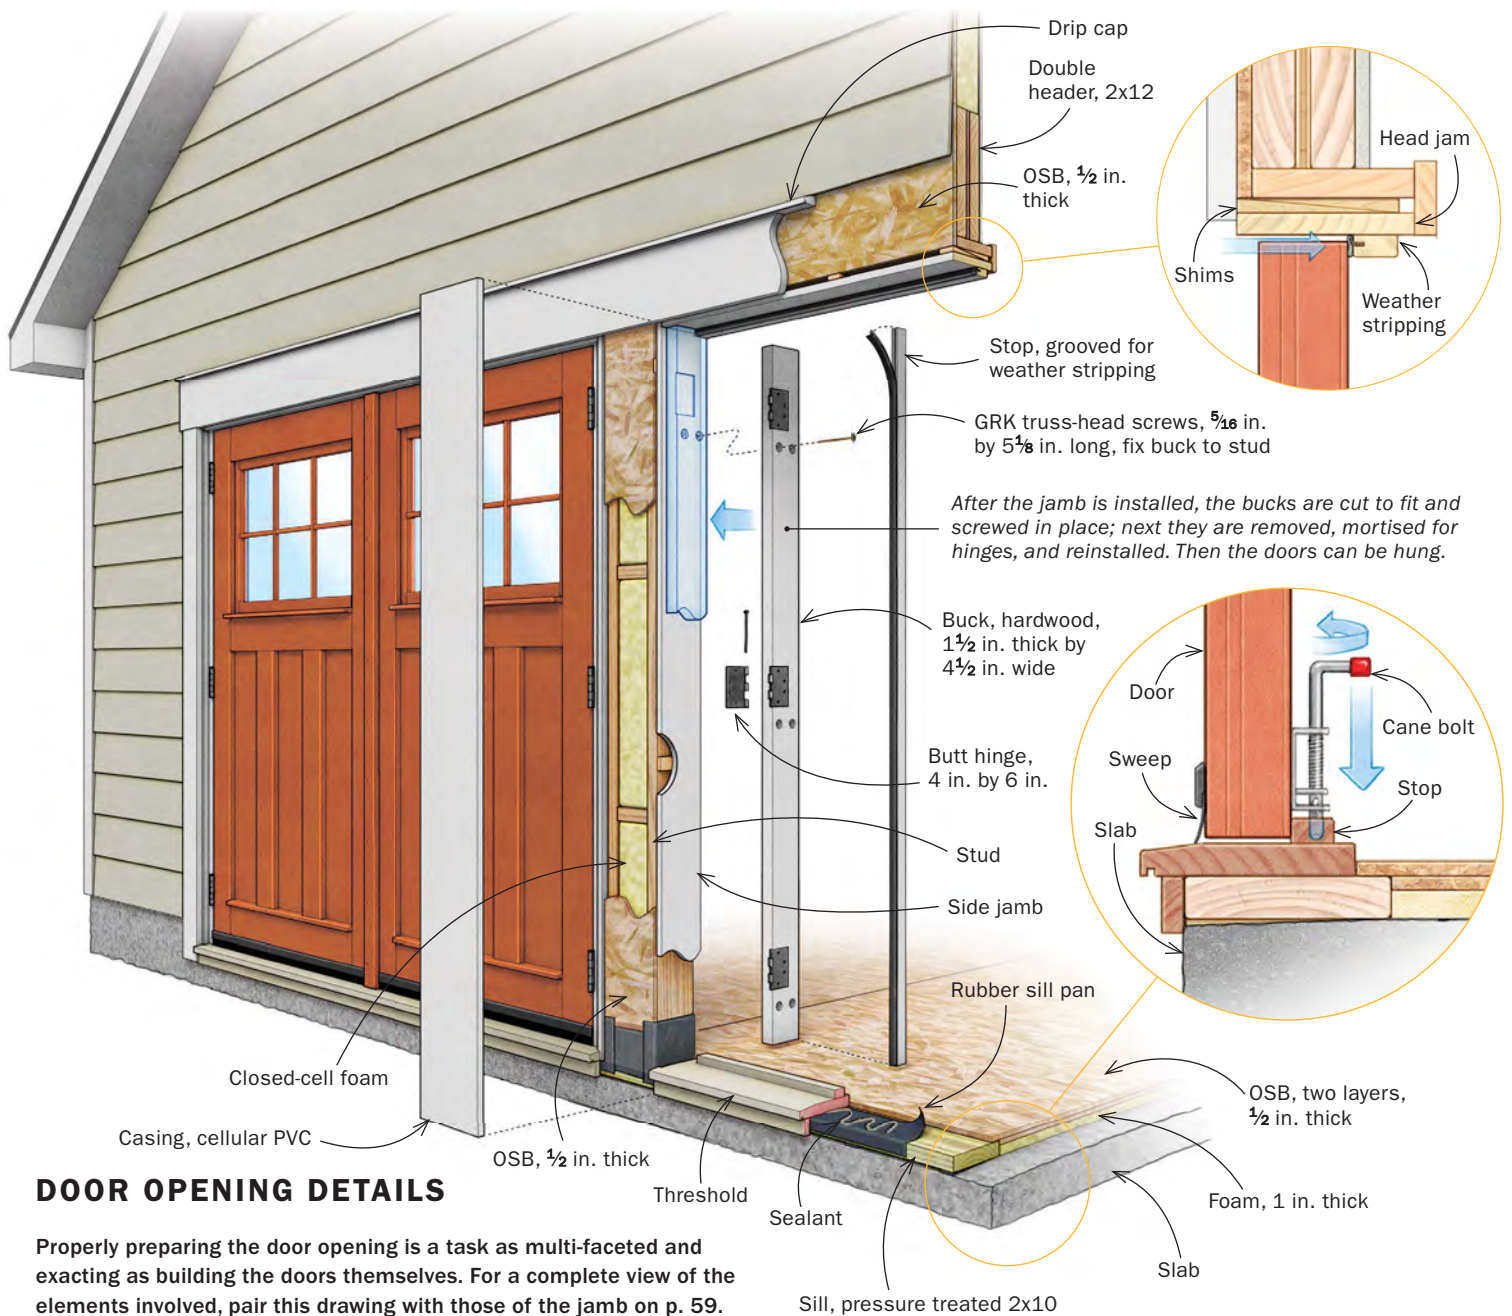 Drip cap
Double
header, 2x12
OSB, ½ in.
thick
Head jam
Shims
Weather
stripping
Stop, grooved for
weather stripping
GRK truss-head screws, 5⁄16 in.
by 5⅛ in. long, fix buck to stud
After the jamb is installed, the bucks are cut to fit and
screwed in place; next they are removed, mortised for
hinges, and reinstalled. Then the doors can be hung.
Buck, hardwood,
1½ in. thick by
4½ in. wide
Door
Cane bolt
Butt hinge,
4 in. by 6 in.
Sweep
Stop
Slab
Stud
Side jamb
Rubber sill pan
Closed-cell foam
OSB, two layers,
½ in. thick
Casing, cellular PVC
OSB, ½ in. thick
Threshold
Sealant
Foam, 1 in. thick
Slab
Sill, pressure treated 2x10
DOOR OPENING DETAILS
Properly preparing the door opening is a task as multi-faceted and
exacting as building the doors themselves. For a complete view of the
elements involved, pair this drawing with those of the jamb on p. 59.